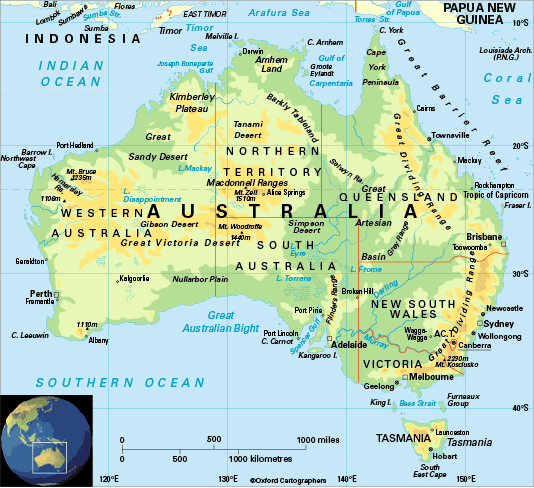 Bali
Flores
Lombok
Sumbawa
Sumba Str.
Sumba
EAST TIMOR
Timor
Timor
Sea
Arafura Sea
Torres Str.
Gulf
of Papua
PAPUA NEW
GUINEA
10°S
INDONESIA
INDIAN
OCEAN
Melville I.
Darwin
C. Arnhem
C. York
Louisiade Arch.
(P.N.G.)
Joseph Bonaparte
Gulf
Arnhem
Land
Gulf of
Carpentaria
Groote
Eylandt
Cape
York
Peninsula
Great Barrier Reef
Coral
Sea
Kimberley
Plateau
Barkly Tableland
Cairns
Great
Sandy Desert
Tanami
Desert
Great Dividing Range
Townsville
Port Hedland
Barrow I.
Northwest
Cape
NORTHERN
TERRITORY
Selwyn Ra.
Mackay
20°S
Mt. Bruce
1235m
Hamersley
Ra.
1106m
L.Mackay
L.
Disappointment
Macdonnell Ranges
Mt. Zeil
1510m
Alice Springs
Great
QUEENSLAND
Rockhampton
Tropic of Capricorn
Fraser I.
WESTERN
AUSTRALIA
AUSTRALIA
Gibson Desert
Great Victoria Desert
Mt. Woodroffe
1440m
Simpson
Desert
Artesian
Basin
Grey Range
Brisbane
Toowoomba
SOUTH
AUSTRALIA
L.
Eyre
L. Torrens
L. Frome
Geraldton
Kalgoorlie
Nullarbor Plain
30°S
Perth
Fremantle
Broken Hill
Darling
Flinders Range
Port Pirie
NEW SOUTH
WALES
Great Dividing Range
Newcastle
Sydney
Wollongong
Great
Australian Bight
C. Leeuwin
1110m
Albany
Port Lincoln
C. Carnot
Spencer Gulf
Kangaroo I.
Adelaide
Murray
Wagga-
Wagga
A.C.T.
Canberra
2230m
Mt. Kosciusko
VICTORIA
Melbourne
Geelong
SOUTHERN OCEAN
King I.
Bass Strait
Furneaux
Group
40°S
TASMANIA
Launceston
Tasmania
Hobart
South
East Cape
0
500
1000 miles
0
500
1000 kilometres
120°E
130°E
©Oxford Cartographers
140°E
150°E